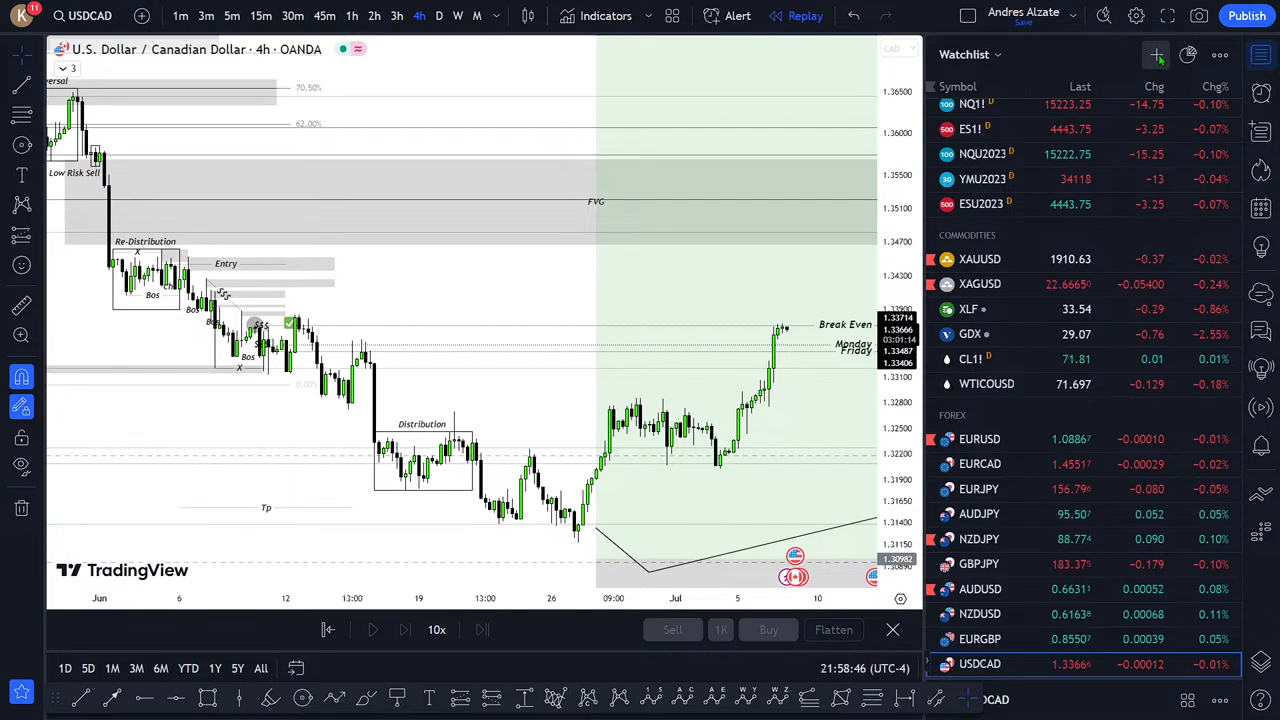 K
11
USDCAD
1m 3m 5m 15m 30m 45m 1h 2h 3h 4h D W M
Indicators
Alert
Replay
Andres Alzate
Save
Publish
U.S. Dollar / Canadian Dollar · 4h · OANDA
3
CAD
ersal
70.50%
62.00%
Low Risk Sell
Re-Distribution
X
Entry
Bos
Bos
$$$
Bos
X
0.00%
FVG
Break Even
Monday
Friday
Distribution
Tp
TradingView
1.36500
1.36000
1.35500
1.35100
1.34700
1.34300
1.33900
1.33714
1.33666
03:01:14
1.33487
1.33406
1.33100
1.32800
1.32500
1.32200
1.31900
1.31650
1.31400
1.31150
1.30982
1.30890
Jun 6 12 13:00 19 13:00 26 09:00 Jul 5 10
10x
Sell 1K Buy Flatten
1D 5D 1M 3M 6M YTD 1Y 5Y All
21:58:46 (UTC-4)
Watchlist
Symbol Last Chg Chg%
NQ1! D 15223.25 −14.75 −0.10%
ES1! D 4443.75 −3.25 −0.07%
NQU2023 D 15222.75 −15.25 −0.10%
YMU2023 D 34118 −13 −0.04%
ESU2023 D 4443.75 −3.25 −0.07%
COMMODITIES
XAUUSD 1910.63 −0.37 −0.02%
XAGUSD 22.6650 −0.05400 −0.24%
XLF 33.54 −0.29 −0.86%
GDX 29.07 −0.76 −2.55%
CL1! D 71.81 0.01 0.01%
WTICOUSD 71.697 −0.129 −0.18%
FOREX
EURUSD 1.08867 −0.00010 −0.01%
EURCAD 1.45517 −0.00029 −0.02%
EURJPY 156.796 −0.080 −0.05%
AUDJPY 95.507 0.052 0.05%
NZDJPY 88.774 0.090 0.10%
GBPJPY 183.375 −0.179 −0.10%
AUDUSD 0.66311 0.00052 0.08%
NZDUSD 0.61638 0.00068 0.11%
EURGBP 0.85507 0.00039 0.05%
USDCAD 1.33666 −0.00012 −0.01%